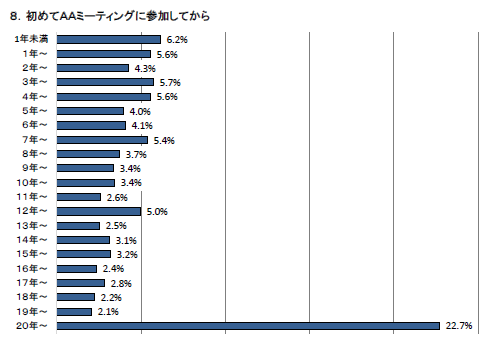 8．初めてＡＡミーティングに参加してから
1年未満 6.2%
1年～ 5.6%
2年～ 4.3%
3年～ 5.7%
4年～ 5.6%
5年～ 4.0%
6年～ 4.1%
7年～ 5.4%
8年～ 3.7%
9年～ 3.4%
10年～ 3.4%
11年～ 2.6%
12年～ 5.0%
13年～ 2.5%
14年～ 3.1%
15年～ 3.2%
16年～ 2.4%
17年～ 2.8%
18年～ 2.2%
19年～ 2.1%
20年～ 22.7%